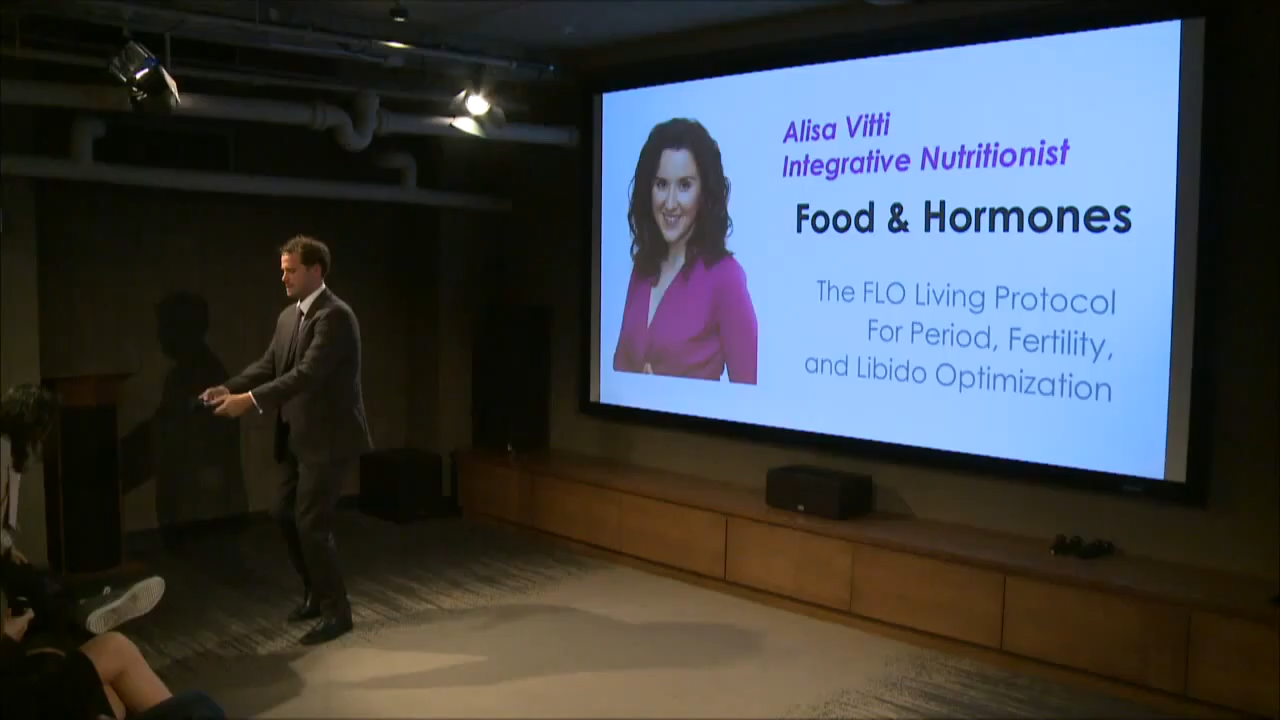 Alisa Vitti
Integrative Nutritionist
Food & Hormones
The FLO Living Protocol
For Period, Fertility,
and Libido Optimization